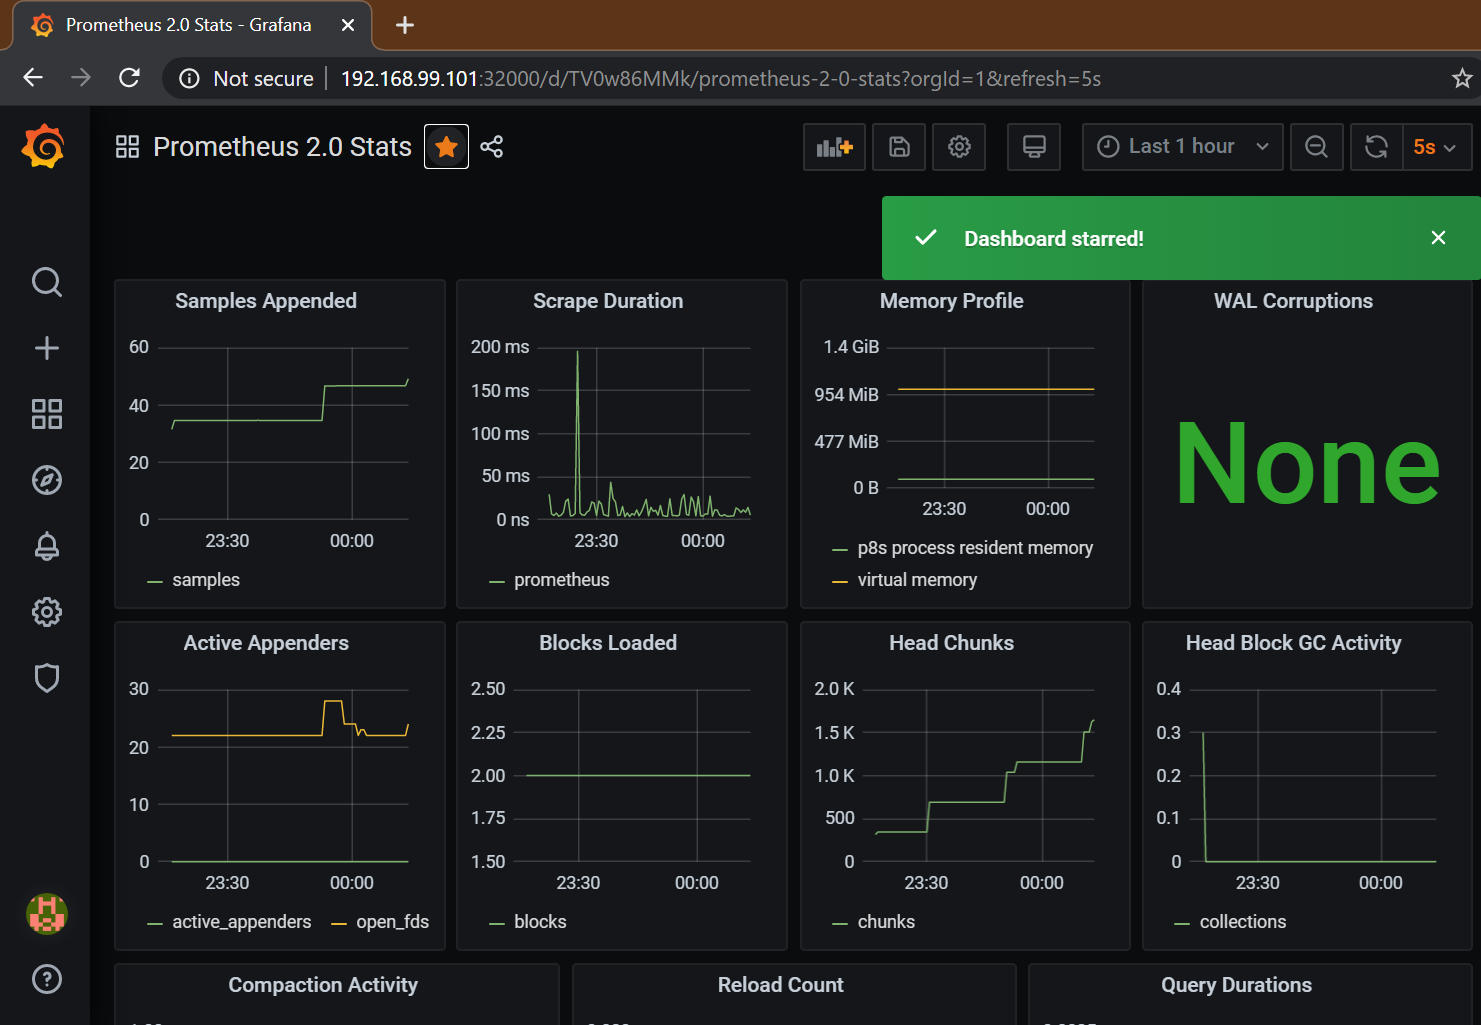 Prometheus 2.0 Stats - Grafana
Not secure 192.168.99.101:32000/d/TV0w86MMk/prometheus-2-0-stats?orgId=1&refresh=5s
Prometheus 2.0 Stats
Last 1 hour
5s
Dashboard starred!
Samples Appended
60
40
20
0
23:30 00:00
samples
Scrape Duration
200 ms
150 ms
100 ms
50 ms
0 ns
23:30 00:00
prometheus
Memory Profile
1.4 GiB
954 MiB
477 MiB
0 B
23:30 00:00
p8s process resident memory
virtual memory
WAL Corruptions
None
Active Appenders
30
20
10
0
23:30 00:00
active_appenders open_fds
Blocks Loaded
2.50
2.25
2.00
1.75
1.50
23:30 00:00
blocks
Head Chunks
2.0 K
1.5 K
1.0 K
500
0
23:30 00:00
chunks
Head Block GC Activity
0.4
0.3
0.2
0.1
0
23:30 00:00
collections
Compaction Activity
Reload Count
Query Durations